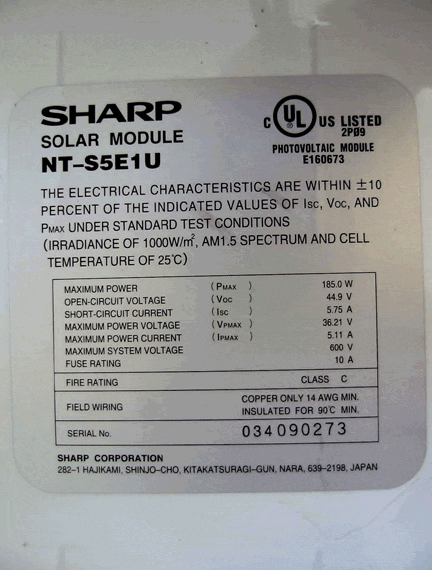 SHARP
SOLAR MODULE
NT-S5E1U
C UL US LISTED
2P09
PHOTOVOLTAIC MODULE
E160673
THE ELECTRICAL CHARACTERISTICS ARE WITHIN ±10
PERCENT OF THE INDICATED VALUES OF ISC, VOC, AND
PMAX UNDER STANDARD TEST CONDITIONS
(IRRADIANCE OF 1000W/m², AM1.5 SPECTRUM AND CELL
TEMPERATURE OF 25℃)
MAXIMUM POWER (PMAX) 185.0 W
OPEN-CIRCUIT VOLTAGE (VOC) 44.9 V
SHORT-CIRCUIT CURRENT (ISC) 5.75 A
MAXIMUM POWER VOLTAGE (VPMAX) 36.21 V
MAXIMUM POWER CURRENT (IPMAX) 5.11 A
MAXIMUM SYSTEM VOLTAGE 600 V
FUSE RATING 10 A
FIRE RATING CLASS C
FIELD WIRING COPPER ONLY 14 AWG MIN.
INSULATED FOR 90℃ MIN.
SERIAL No. 034090273
SHARP CORPORATION
282-1 HAJIKAMI, SHINJO-CHO, KITAKATSURAGI-GUN, NARA, 639-2198, JAPAN